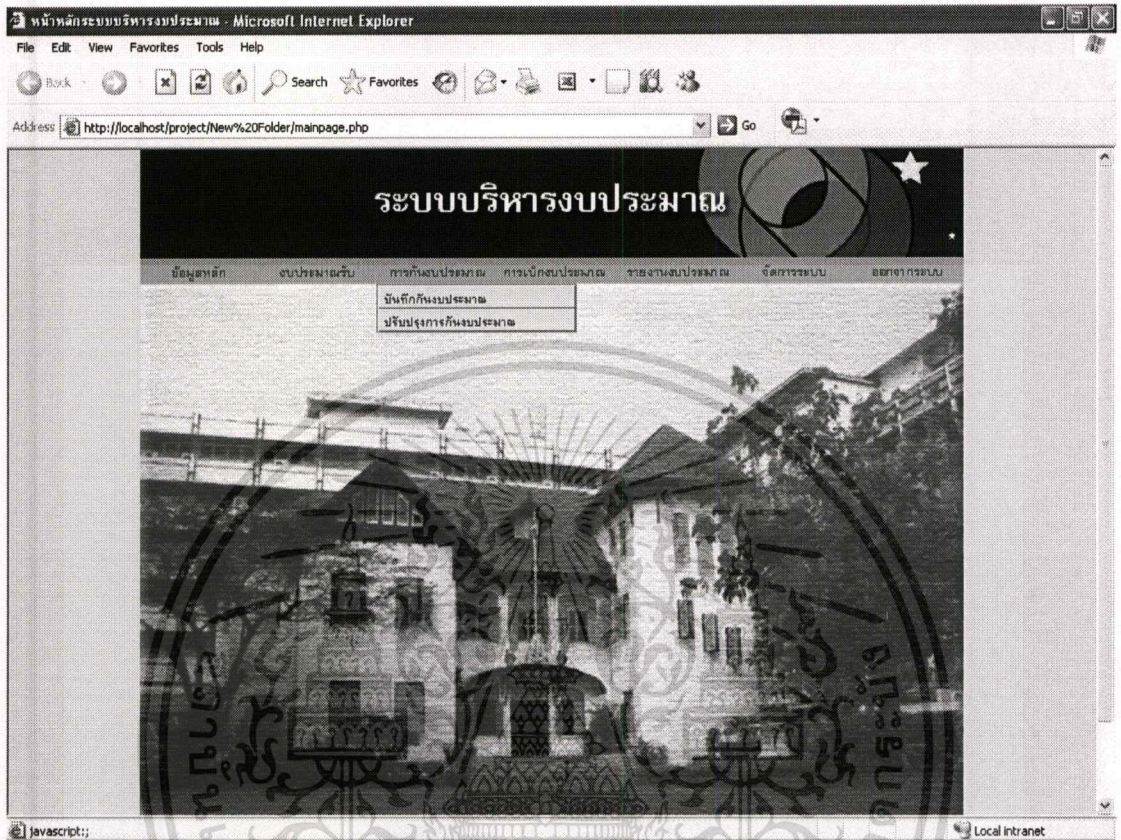 หน้าหลักระบบบริหารงบประมาณ - Microsoft Internet Explorer
File Edit View Favorites Tools Help
Back Search Favorites
Address http://localhost/project/New%20Folder/mainpage.php Go
ระบบบริหารงบประมาณ
ข้อมูลหลัก งบประมาณรับ การกันงบประมาณ การเบิกงบประมาณ รายงานงบประมาณ จัดการระบบ ออกจากระบบ
บันทึกกันงบประมาณ
ปรับปรุงการกันงบประมาณ
javascript:; Local intranet